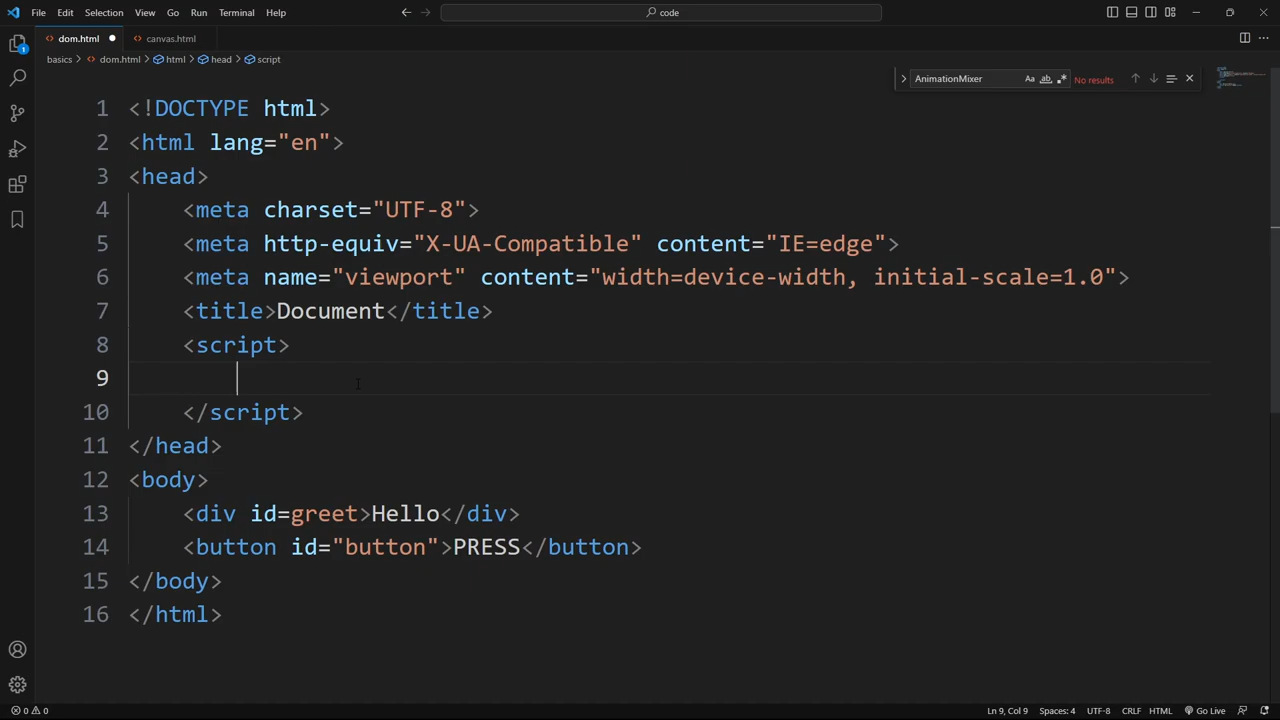 File Edit Selection View Go Run Terminal Help
code
dom.html
canvas.html
basics > dom.html > html > head > script
AnimationMixer
Aa ab .*
No results
1 <!DOCTYPE html>
2 <html lang="en">
3 <head>
4 <meta charset="UTF-8">
5 <meta http-equiv="X-UA-Compatible" content="IE=edge">
6 <meta name="viewport" content="width=device-width, initial-scale=1.0">
7 <title>Document</title>
8 <script>
9
10 </script>
11 </head>
12 <body>
13 <div id=greet>Hello</div>
14 <button id="button">PRESS</button>
15 </body>
16 </html>
1
0 0
Ln 9, Col 9
Spaces: 4
UTF-8
CRLF
HTML
Go Live